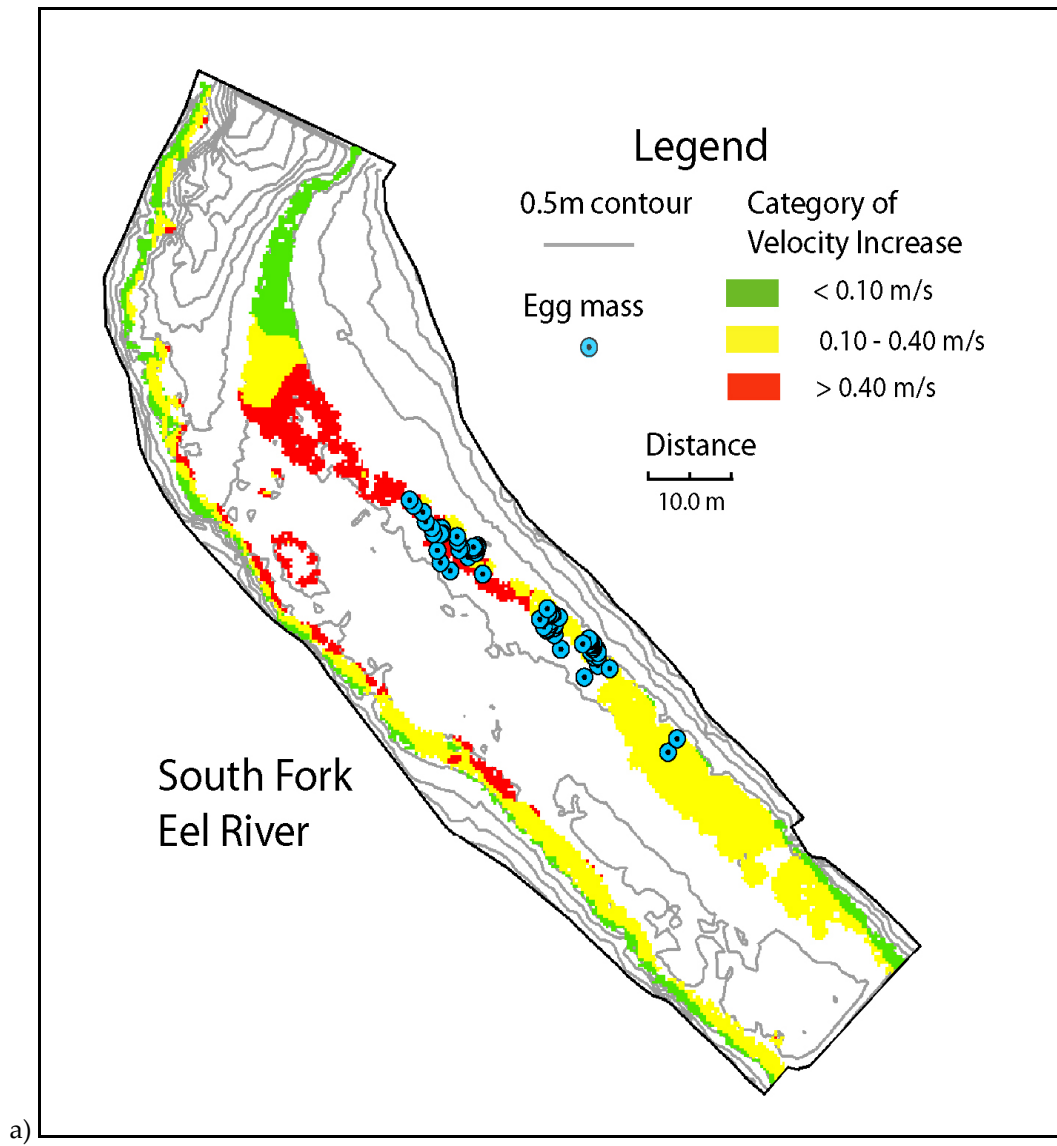 Legend
0.5m contour
Category of
Velocity Increase
Egg mass
< 0.10 m/s
0.10 - 0.40 m/s
> 0.40 m/s
Distance
10.0 m
South Fork
Eel River
a)